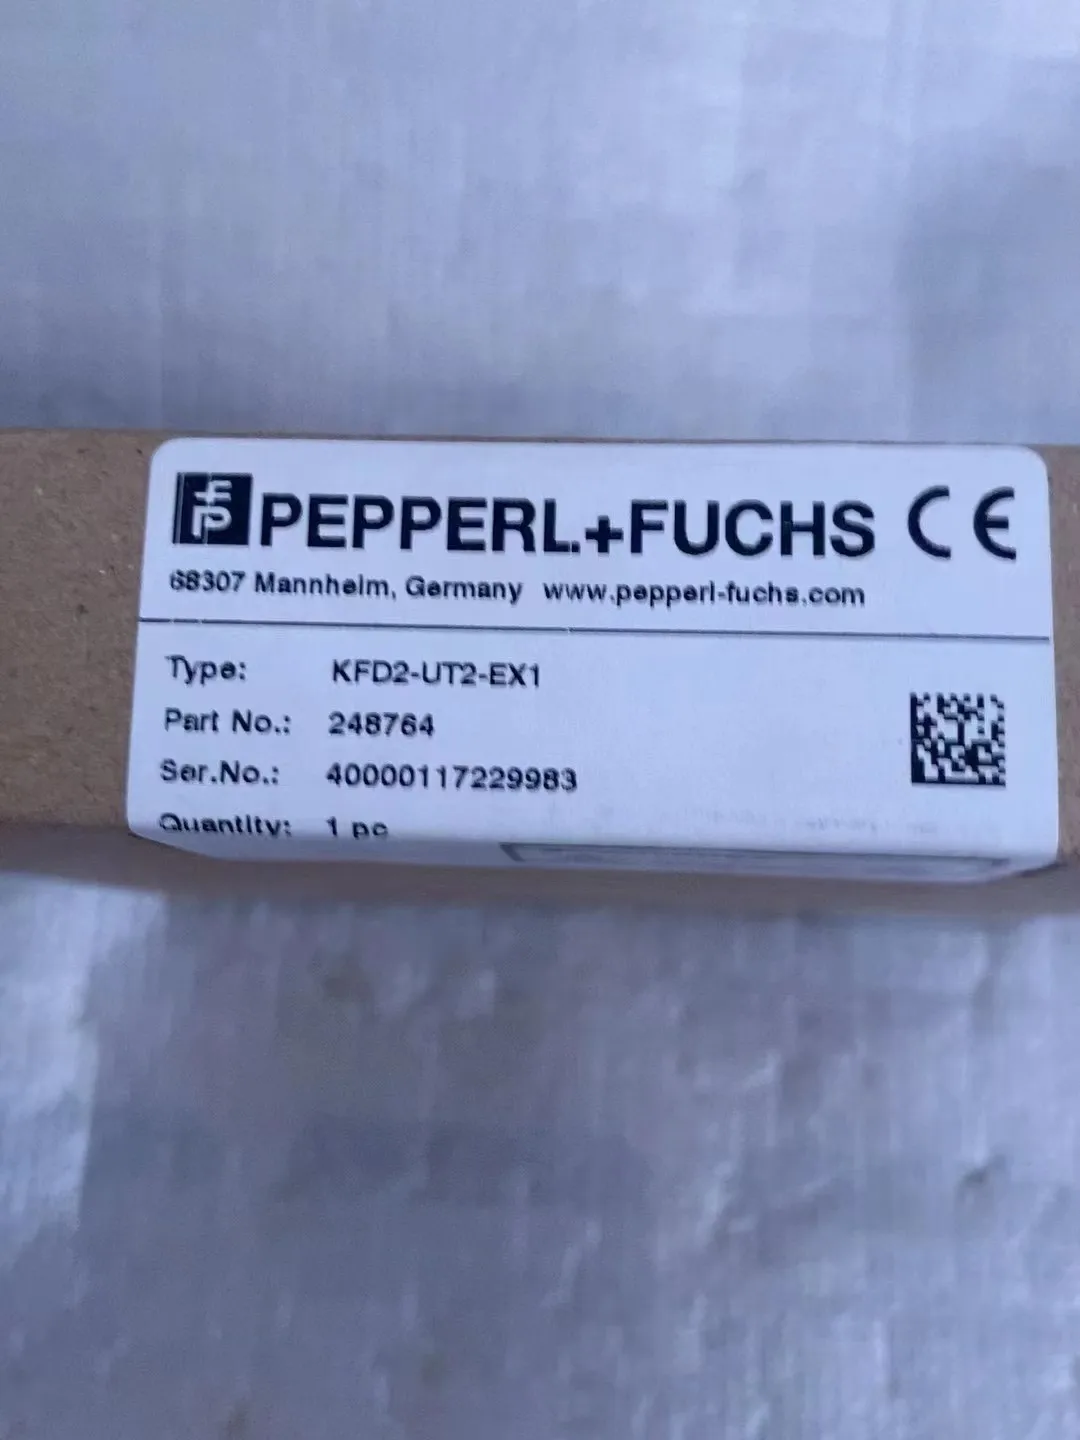 PEPPERL+FUCHS CE
68307 Mannheim, Germany www.pepperl-fuchs.com
Type: KFD2-UT2-EX1
Part No.: 248764
Ser.No.: 40000117229983
Quantity: 1 pc